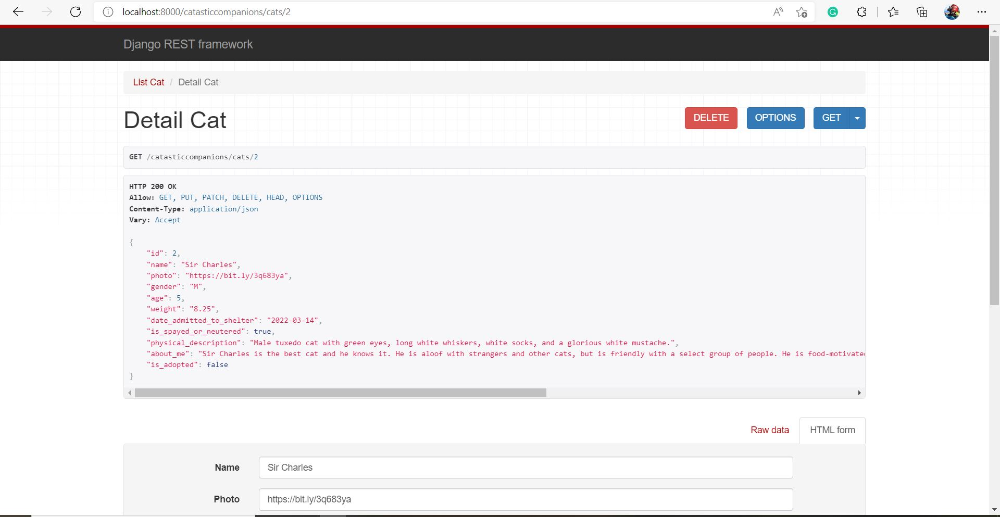 localhost:8000/catasticcompanions/cats/2
Django REST framework
List Cat / Detail Cat
Detail Cat
DELETE
OPTIONS
GET
GET /catasticcompanions/cats/2
HTTP 200 OK
Allow: GET, PUT, PATCH, DELETE, HEAD, OPTIONS
Content-Type: application/json
Vary: Accept
{
"id": 2,
"name": "Sir Charles",
"photo": "https://bit.ly/3q683ya",
"gender": "M",
"age": 5,
"weight": "8.25",
"date_admitted_to_shelter": "2022-03-14",
"is_spayed_or_neutered": true,
"physical_description": "Male tuxedo cat with green eyes, long white whiskers, white socks, and a glorious white mustache.",
"about_me": "Sir Charles is the best cat and he knows it. He is aloof with strangers and other cats, but is friendly with a select group of people. He is food-motivated
"is_adopted": false
}
Raw data
HTML form
Name
Sir Charles
Photo
https://bit.ly/3q683ya